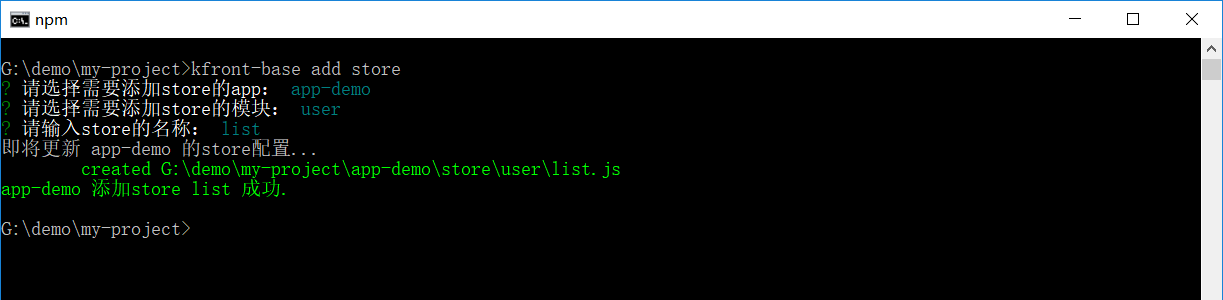 npm
G:\demo\my-project>kfront-base add store
? 请选择需要添加store的app： app-demo
? 请选择需要添加store的模块： user
? 请输入store的名称： list
即将更新 app-demo 的store配置...
created G:\demo\my-project\app-demo\store\user\list.js
app-demo 添加store list 成功.
G:\demo\my-project>